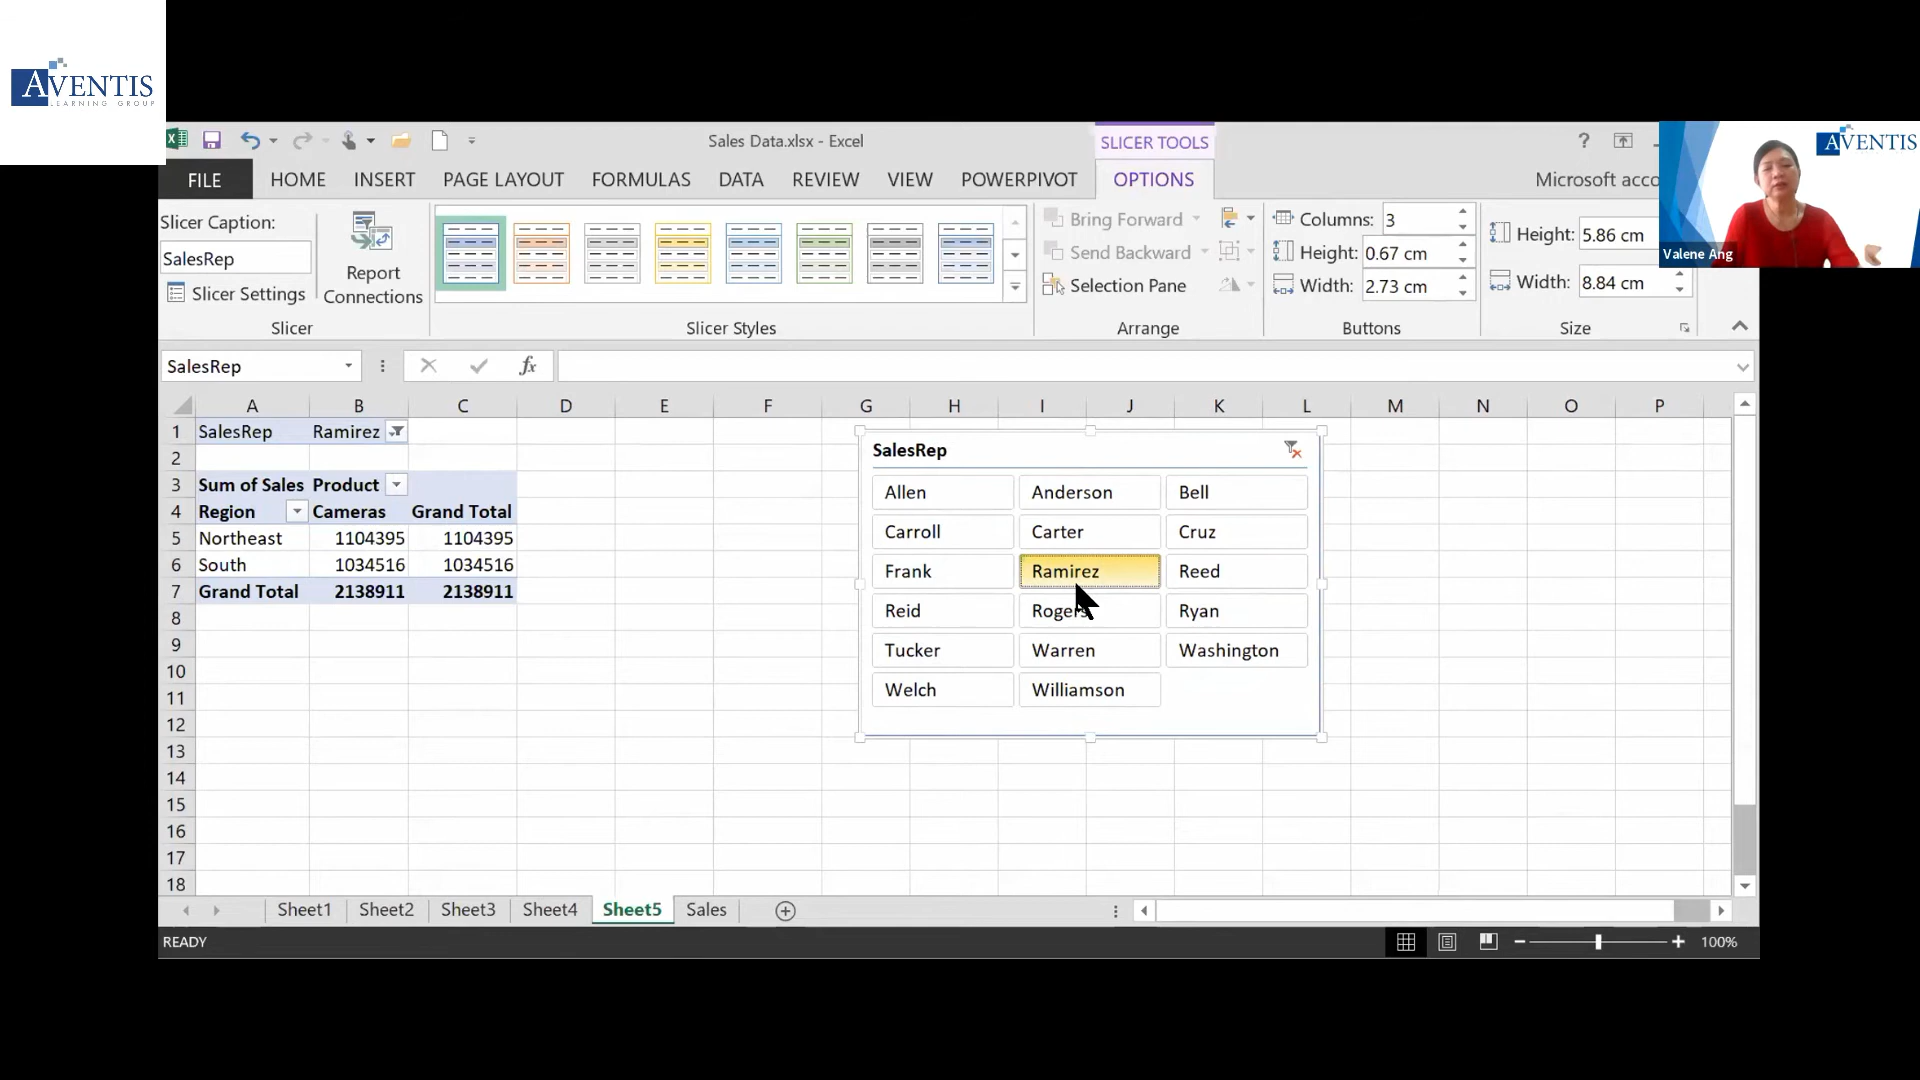 AVENTIS
LEARNING GROUP
Sales Data.xlsx - Excel
SLICER TOOLS
?
FILE HOME INSERT PAGE LAYOUT FORMULAS DATA REVIEW VIEW POWERPIVOT OPTIONS Microsoft acco
AVENTIS
Valene Ang
Slicer Caption:
SalesRep
Slicer Settings
Slicer
Report
Connections
Slicer Styles
Bring Forward
Send Backward
Selection Pane
Arrange
Columns: 3
Height: 0.67 cm
Width: 2.73 cm
Buttons
Height: 5.86 cm
Width: 8.84 cm
Size
SalesRep
fx
A B C D E F G H I J K L M N O P
1 SalesRep Ramirez
2
3 Sum of Sales Product
4 Region Cameras Grand Total
5 Northeast 1104395 1104395
6 South 1034516 1034516
7 Grand Total 2138911 2138911
8
9
10
11
12
13
14
15
16
17
18
SalesRep
Allen Anderson Bell
Carroll Carter Cruz
Frank Ramirez Reed
Reid Rogers Ryan
Tucker Warren Washington
Welch Williamson
Sheet1 Sheet2 Sheet3 Sheet4 Sheet5 Sales
READY
100%